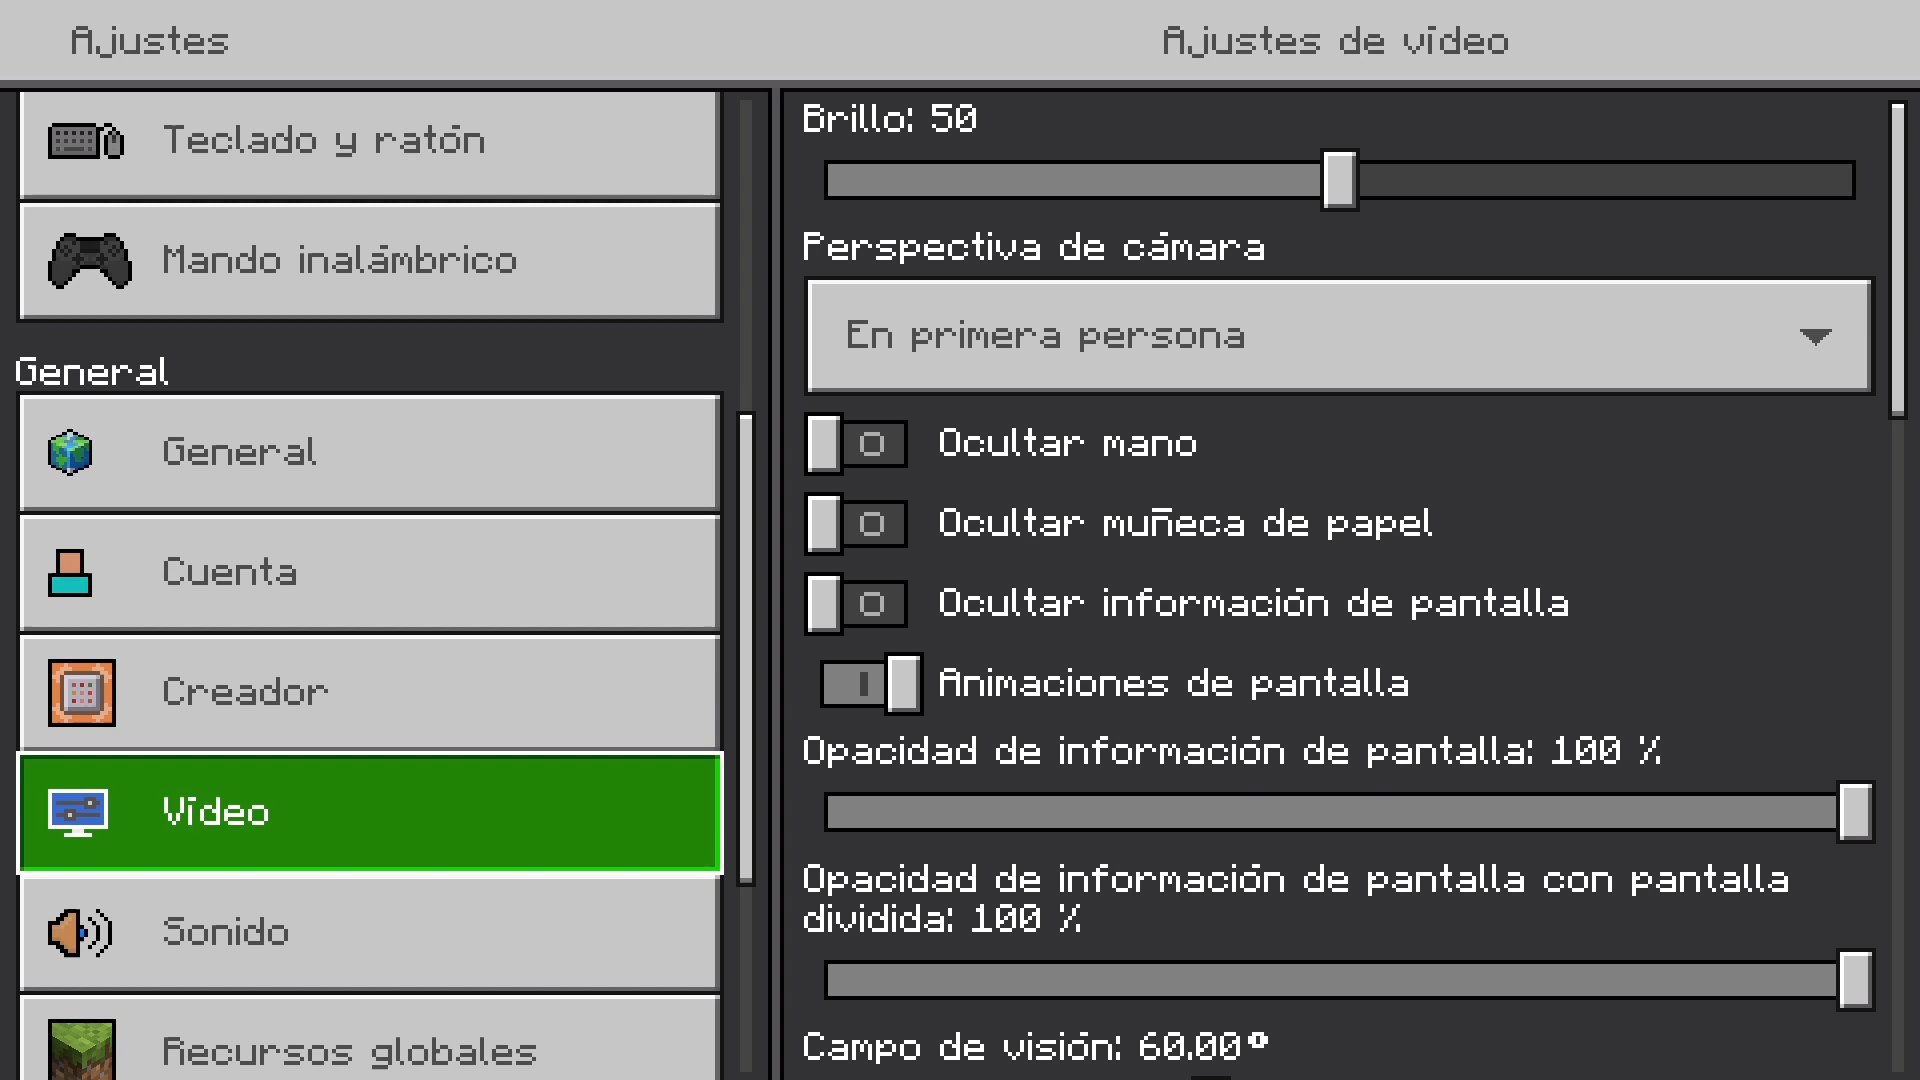 Ajustes
Ajustes de vídeo
Teclado y ratón
Mando inalámbrico
General
General
Cuenta
Creador
Vídeo
Sonido
Recursos globales
Brillo: 50
Perspectiva de cámara
En primera persona
Ocultar mano
Ocultar muñeca de papel
Ocultar información de pantalla
Animaciones de pantalla
Opacidad de información de pantalla: 100 %
Opacidad de información de pantalla con pantalla
dividida: 100 %
Campo de visión: 60.00°